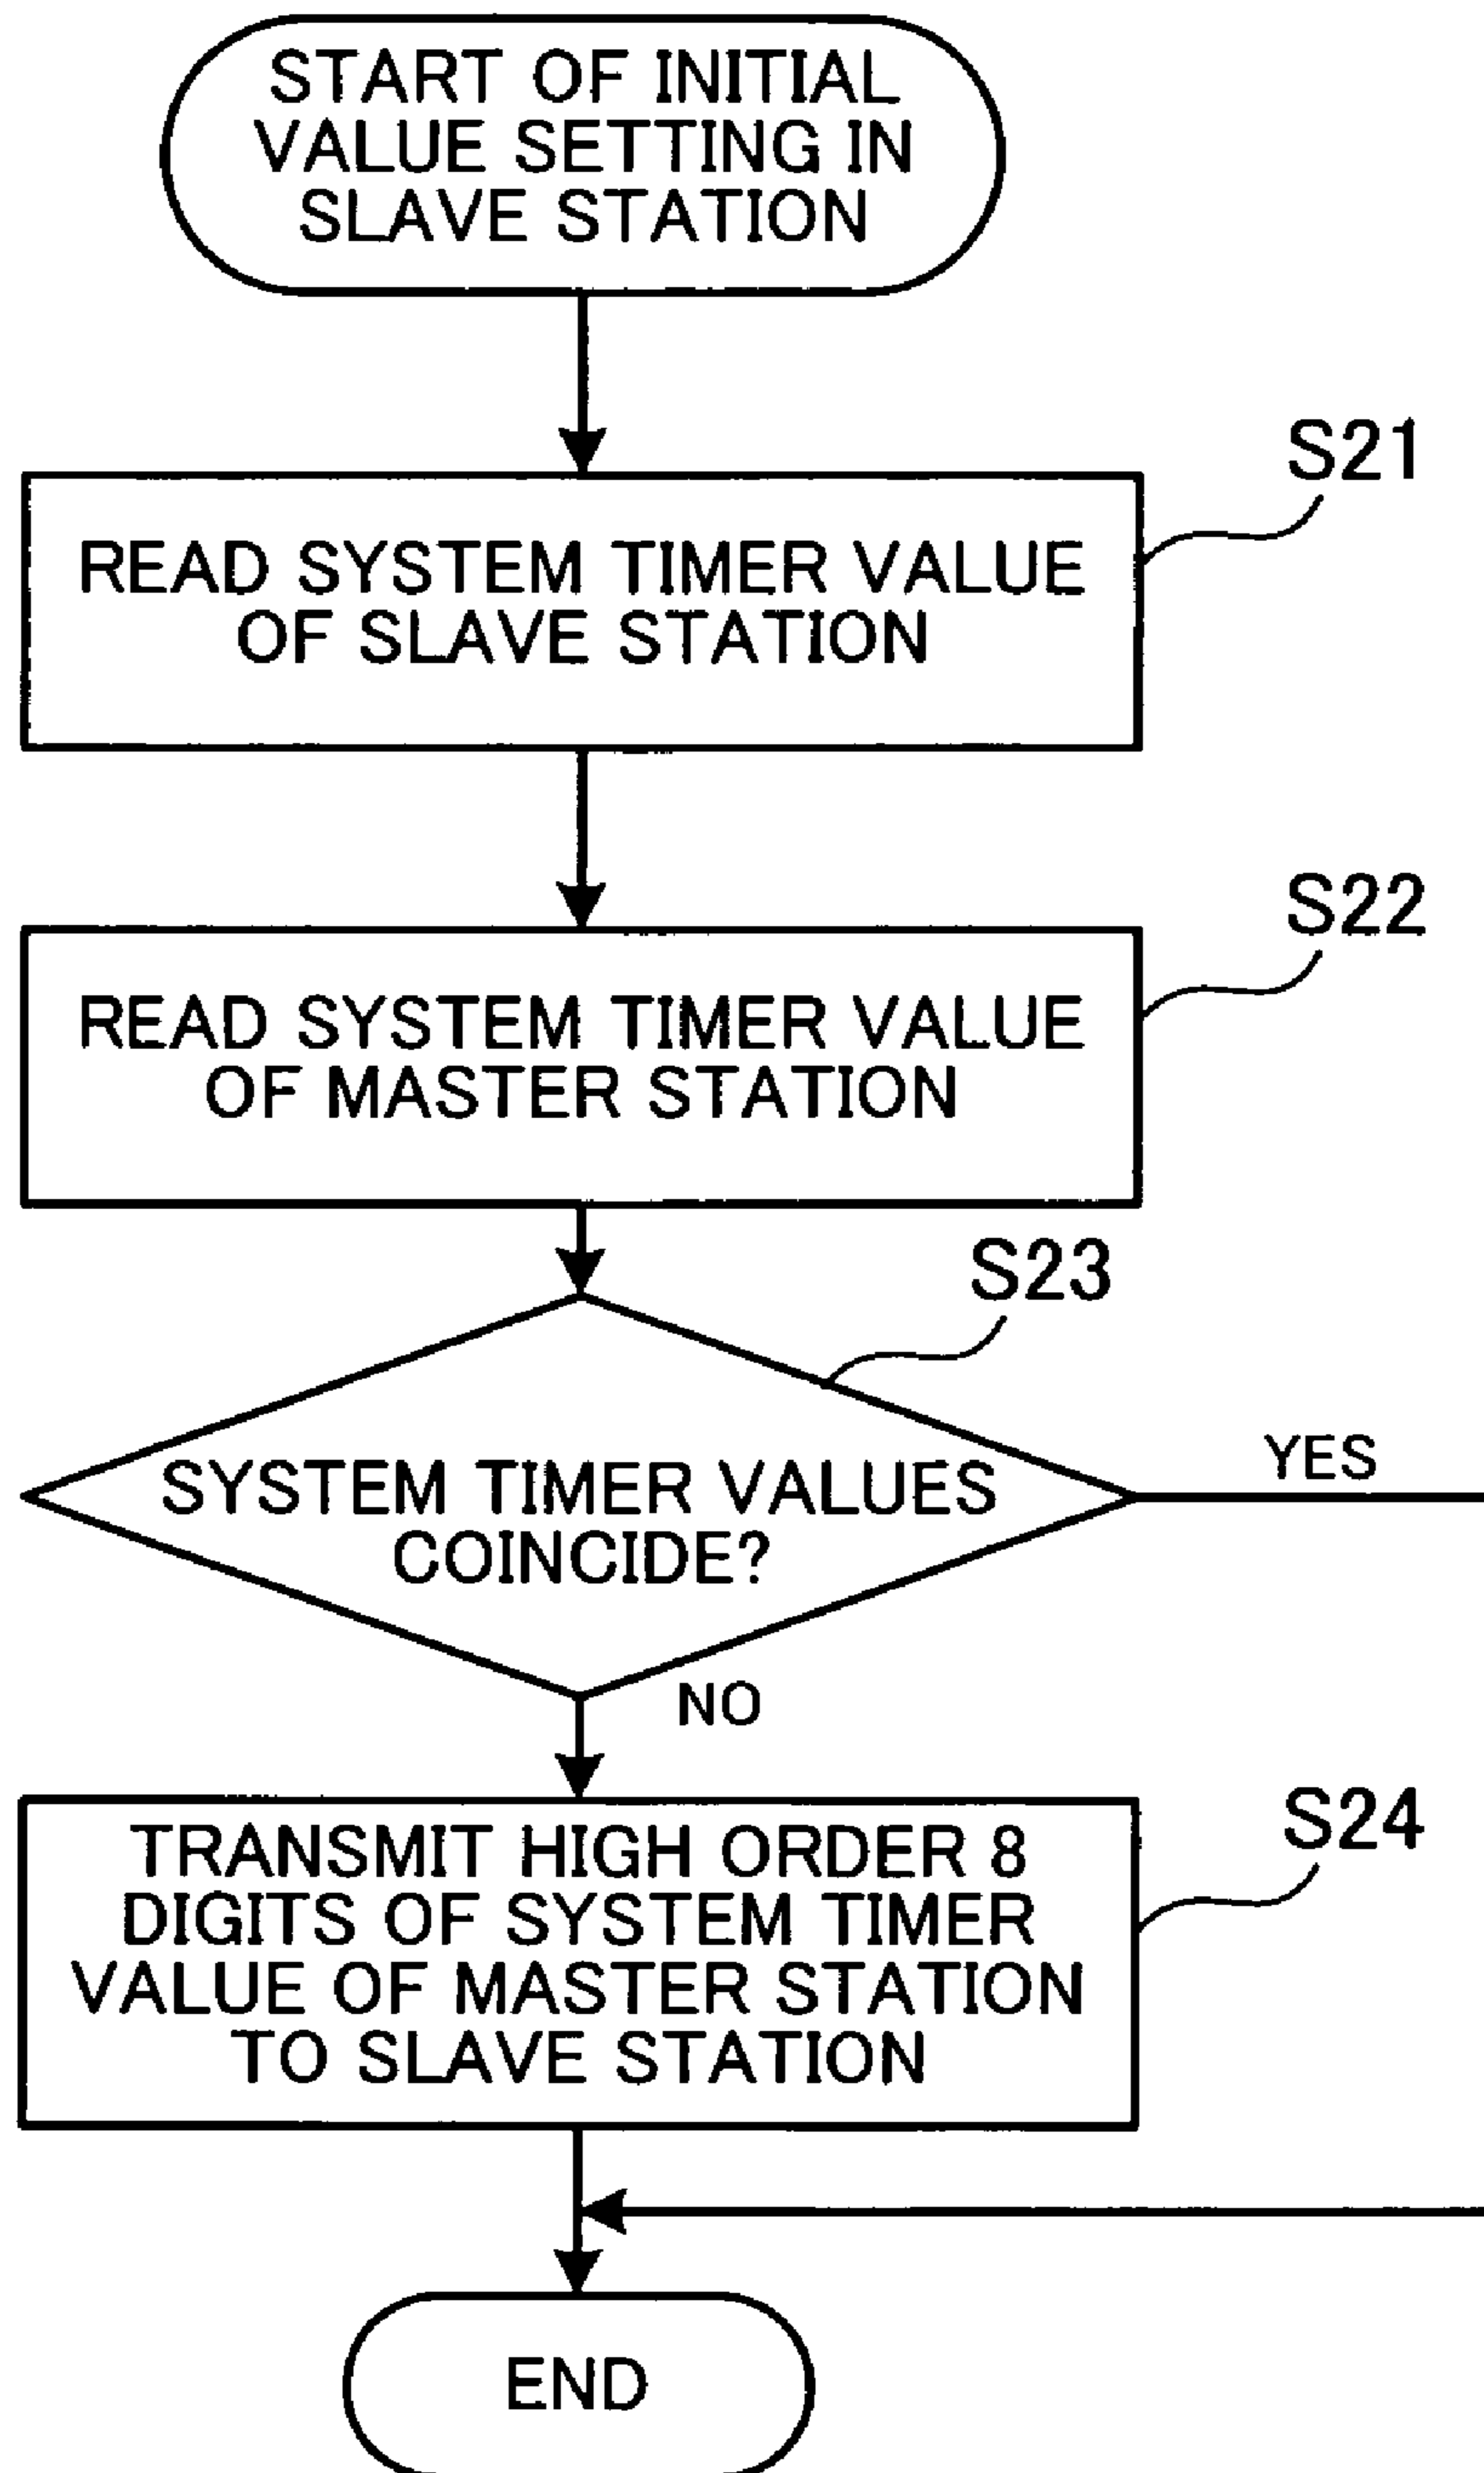 START OF INITIAL
VALUE SETTING IN
SLAVE STATION
S21
READ SYSTEM TIMER VALUE
OF SLAVE STATION
S22
READ SYSTEM TIMER VALUE
OF MASTER STATION
S23
SYSTEM TIMER VALUES
COINCIDE?
YES
NO
S24
TRANSMIT HIGH ORDER 8
DIGITS OF SYSTEM TIMER
VALUE OF MASTER STATION
TO SLAVE STATION
END